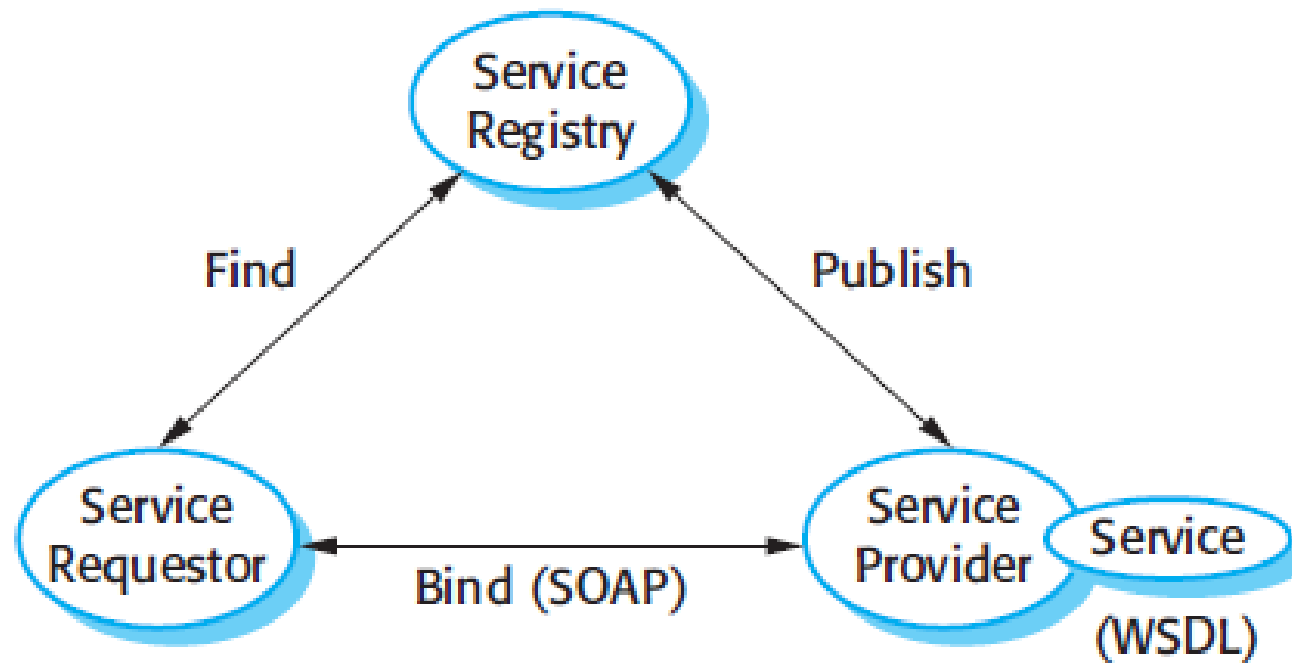 Service
Registry
Find
Publish
Service
Requestor
Bind (SOAP)
Service
Provider
Service
(WSDL)